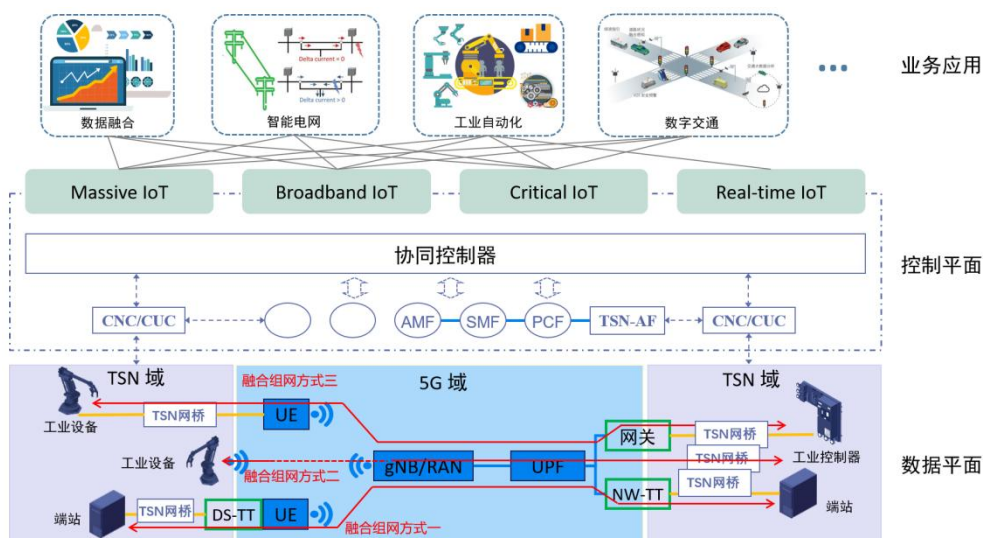 业务应用
Delta current = 0
Delta current > 0
数据融合
智能电网
工业自动化
数字交通
Massive IoT
Broadband IoT
Critical IoT
Real-time IoT
协同控制器
控制平面
CNC/CUC
AMF
SMF
PCF
TSN-AF
CNC/CUC
TSN 域
5G 域
TSN 域
融合组网方式三
TSN网桥
UE
工业设备
网关
TSN网桥
工业控制器
工业设备
融合组网方式二
gNB/RAN
UPF
TSN网桥
数据平面
TSN网桥
NW-TT
端站
端站
TSN网桥
DS-TT
UE
融合组网方式一